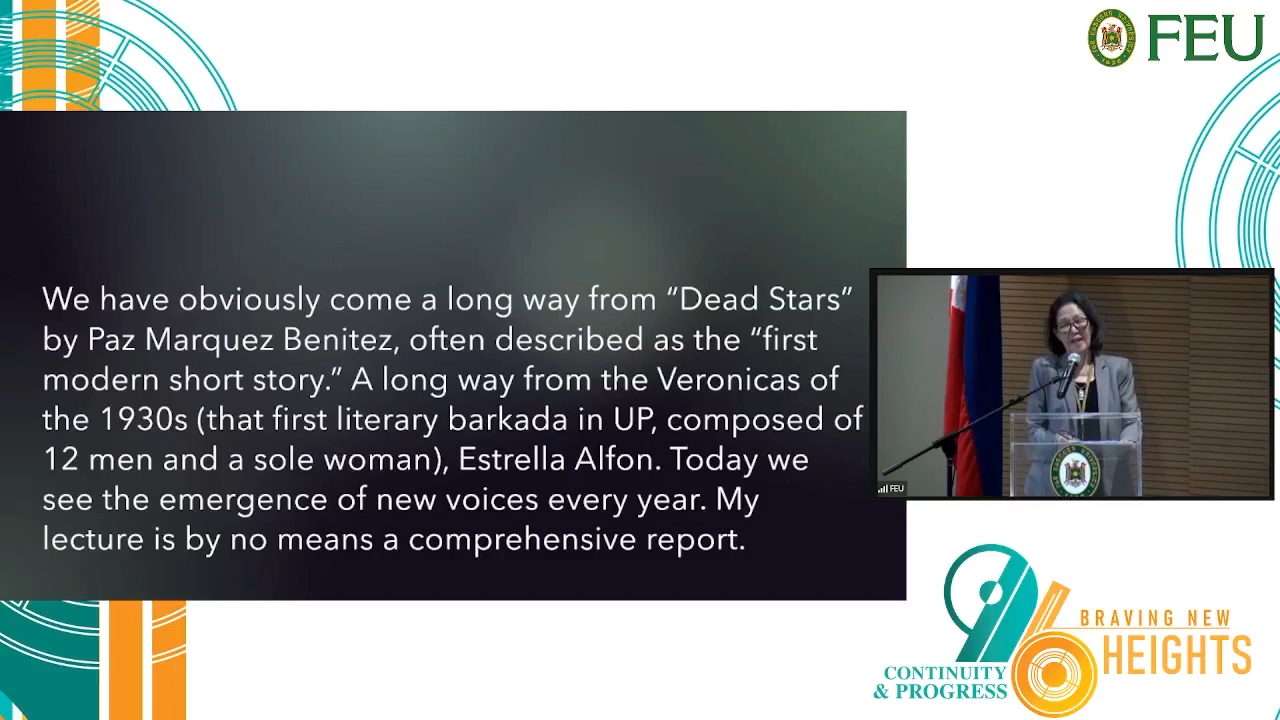 FEU
We have obviously come a long way from “Dead Stars”
by Paz Marquez Benitez, often described as the “first
modern short story.” A long way from the Veronicas of
the 1930s (that first literary barkada in UP, composed of
12 men and a sole woman), Estrella Alfon. Today we
see the emergence of new voices every year. My
lecture is by no means a comprehensive report.
FEU
96
BRAVING NEW
HEIGHTS
CONTINUITY
& PROGRESS